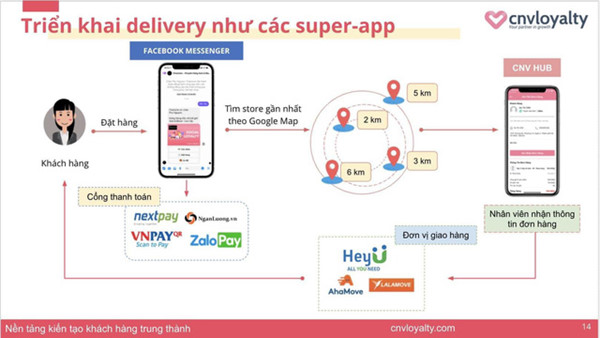 Triển khai delivery như các super-app
cnvloyalty
Your partner in growth
FACEBOOK MESSENGER
CNV HUB
Đặt hàng
Tìm store gần nhất
theo Google Map
5 km
2 km
3 km
6 km
Khách hàng
Cổng thanh toán
nextpay
NganLuong.vn
VNPAY QR
Scan to Pay
ZaloPay
Nhân viên nhận thông
tin đơn hàng
Đơn vị giao hàng
HeyU
ALL YOU NEED
AhaMove
LALAMOVE
Nền tảng kiến tạo khách hàng trung thành
cnvloyalty.com
14